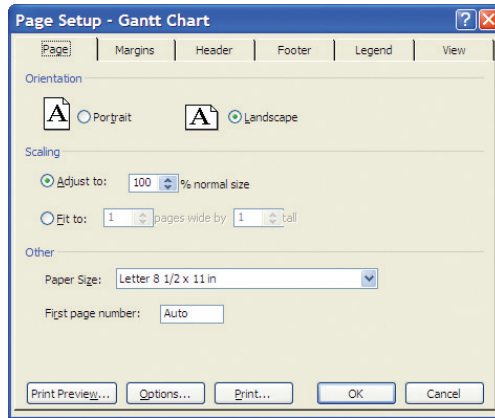 Page Setup - Gantt Chart
Page Margins Header Footer Legend View
Orientation
A Portrait A Landscape
Scaling
Adjust to: 100 % normal size
Fit to: 1 pages wide by 1 tall
Other
Paper Size: Letter 8 1/2 x 11 in
First page number: Auto
Print Preview... Options... Print... OK Cancel